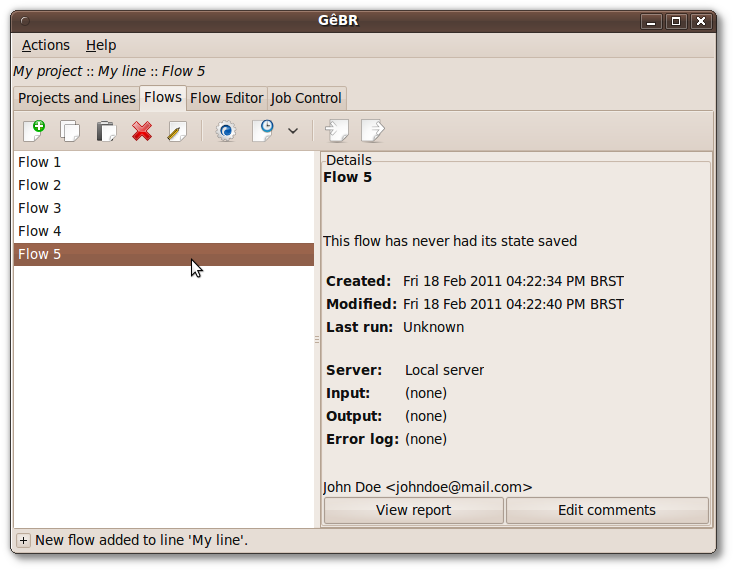 GêBR
Actions Help
My project :: My line :: Flow 5
Projects and Lines Flows Flow Editor Job Control
Flow 1
Flow 2
Flow 3
Flow 4
Flow 5
Details
Flow 5
This flow has never had its state saved
Created: Fri 18 Feb 2011 04:22:34 PM BRST
Modified: Fri 18 Feb 2011 04:22:40 PM BRST
Last run: Unknown
Server: Local server
Input: (none)
Output: (none)
Error log: (none)
John Doe <johndoe@mail.com>
View report Edit comments
New flow added to line 'My line'.